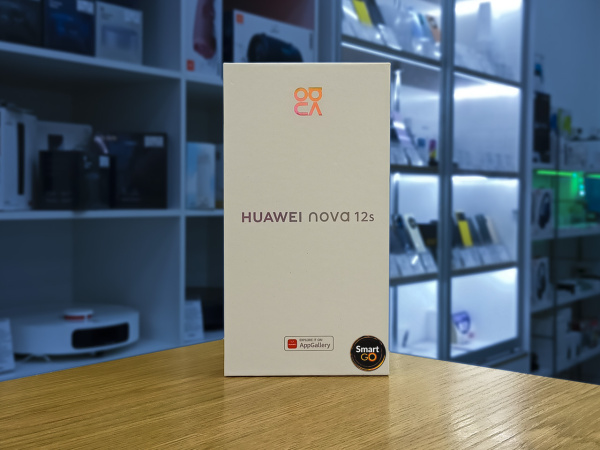 HUAWEI nova 12s
AppGallery
Smart
GO